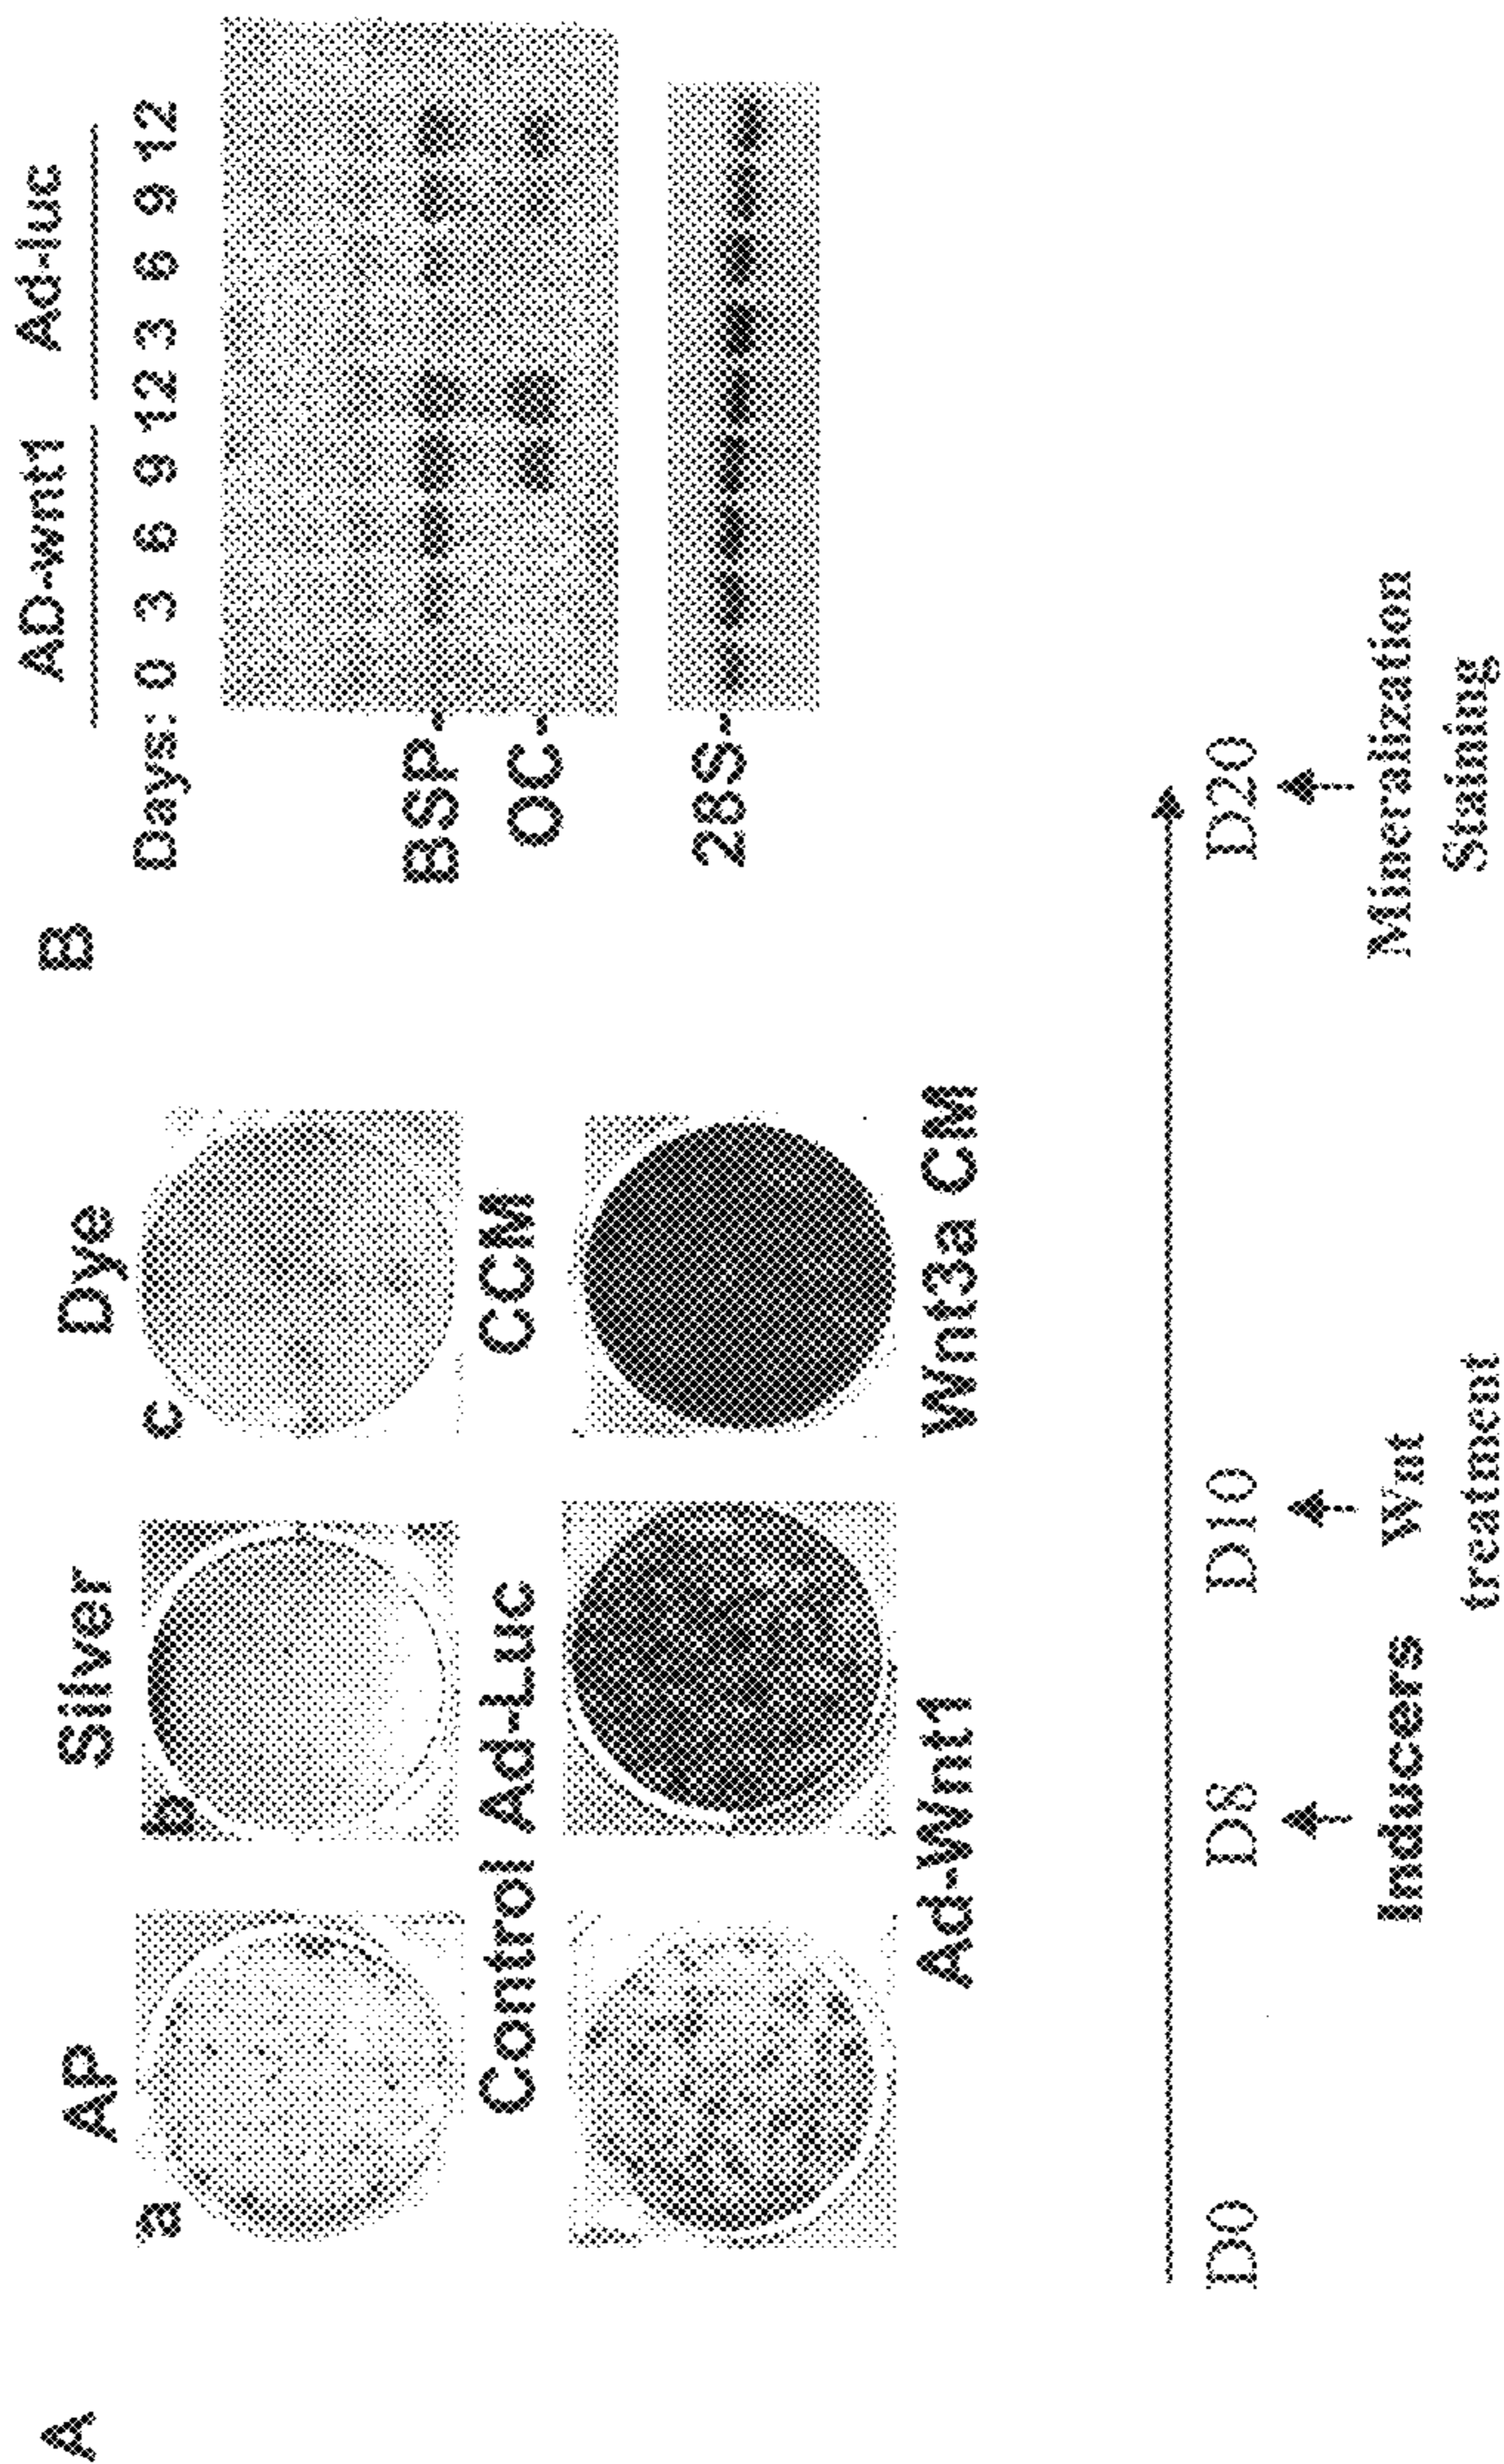 A
AP Silver Dye
a b c
Control Ad-Luc CCM
Ad-Wnt1 Wnt3a CM
D0 D8 D10 D20
Inducers Wnt Mineralization
treatment Staining
B
AD-wnt1 Ad-luc
Days: 0 3 6 9 12 3 6 9 12
BSP-
OC-
28S-